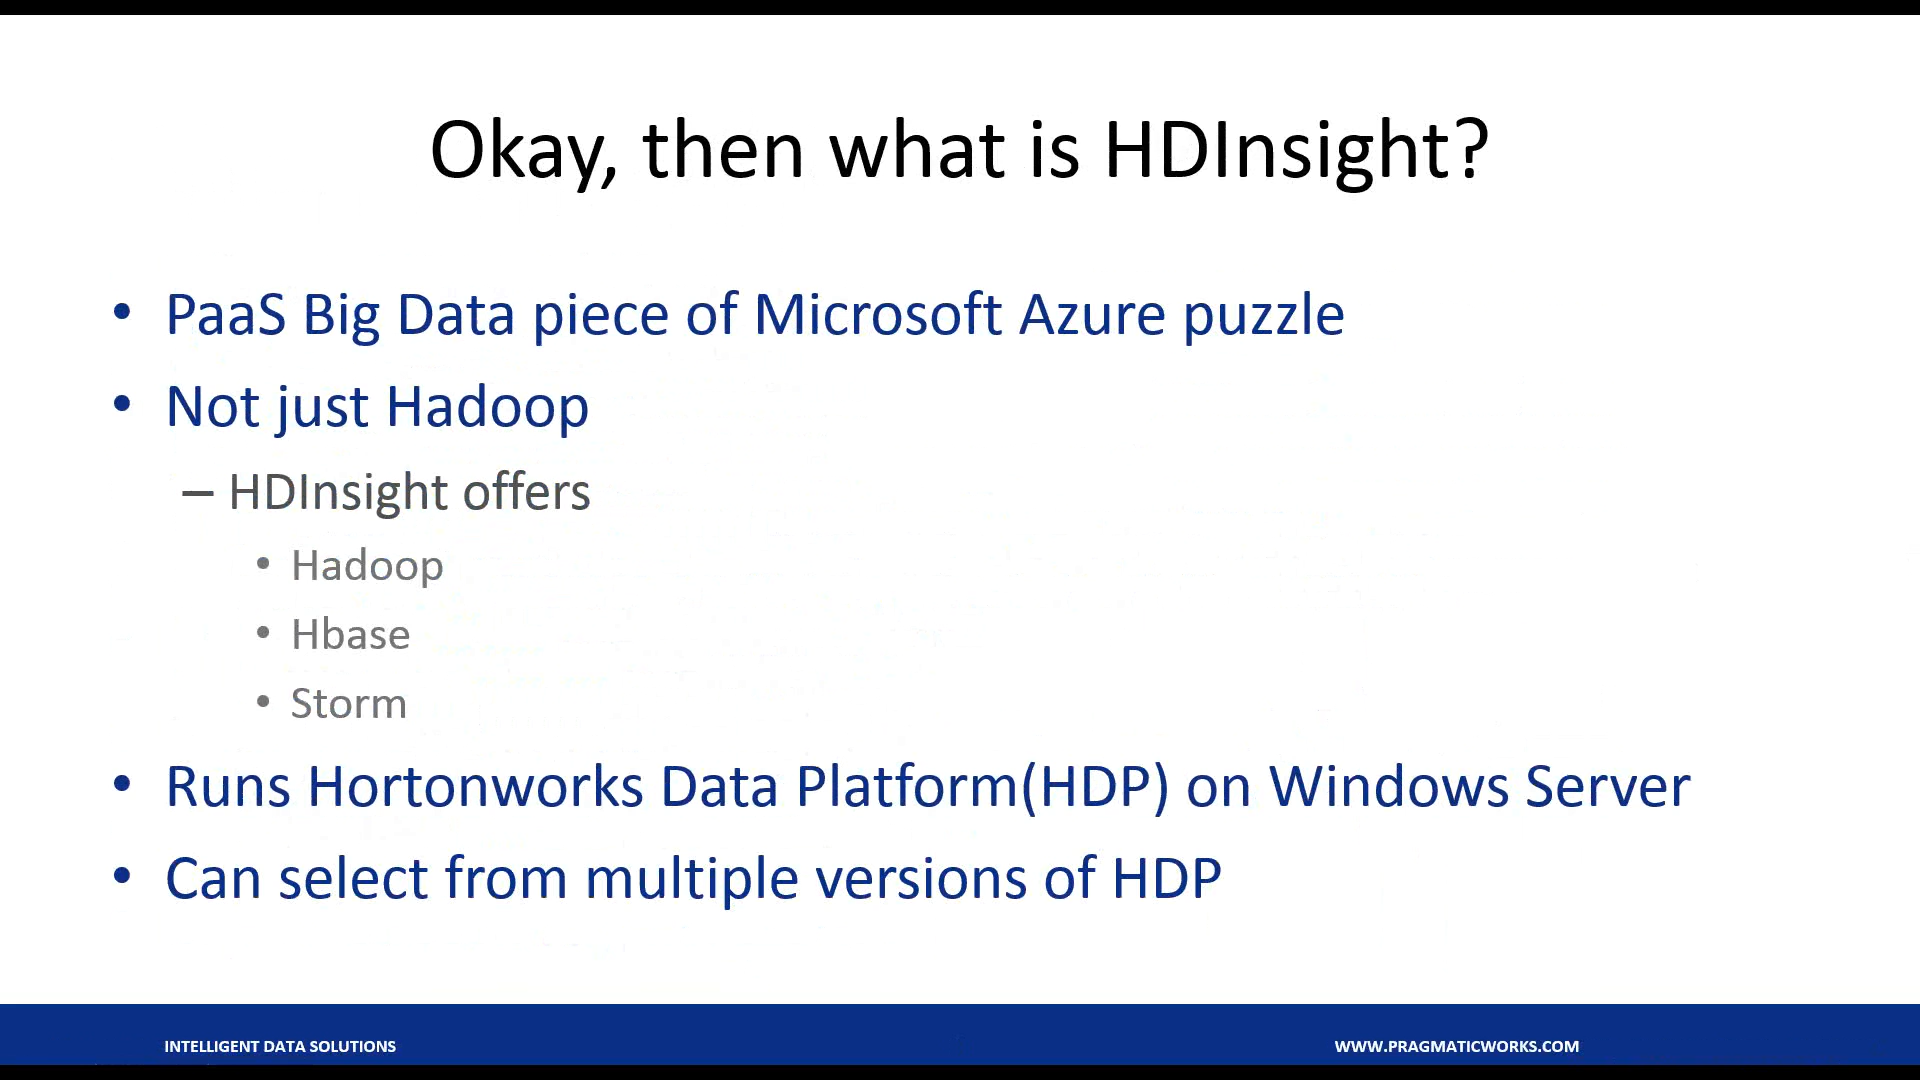 Okay, then what is HDInsight?
• PaaS Big Data piece of Microsoft Azure puzzle
• Not just Hadoop
– HDInsight offers
• Hadoop
• Hbase
• Storm
• Runs Hortonworks Data Platform(HDP) on Windows Server
• Can select from multiple versions of HDP
INTELLIGENT DATA SOLUTIONS
WWW.PRAGMATICWORKS.COM